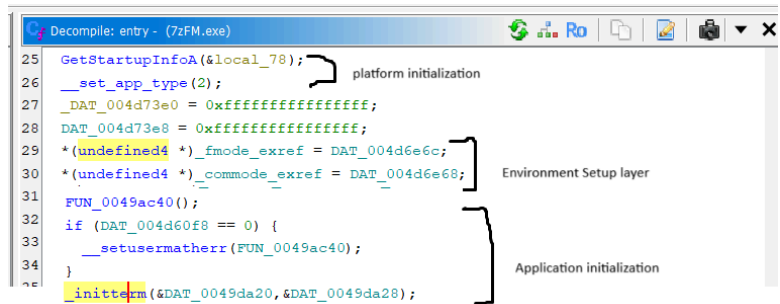 Decompile: entry - (7zFM.exe)
Ro
25 GetStartupInfoA(&local_78);
platform initialization
26 __set_app_type(2);
27 _DAT_004d73e0 = 0xffffffffffffffff;
28 DAT_004d73e8 = 0xffffffffffffffff;
29 *(undefined4 *)_fmode_exref = DAT_004d6e6c;
30 *(undefined4 *)_commode_exref = DAT_004d6e68;
Environment Setup layer
31 FUN_0049ac40();
32 if (DAT_004d60f8 == 0) {
33 __setusermatherr(FUN_0049ac40);
34 }
Application initialization
_initterm(&DAT_0049da20,&DAT_0049da28);